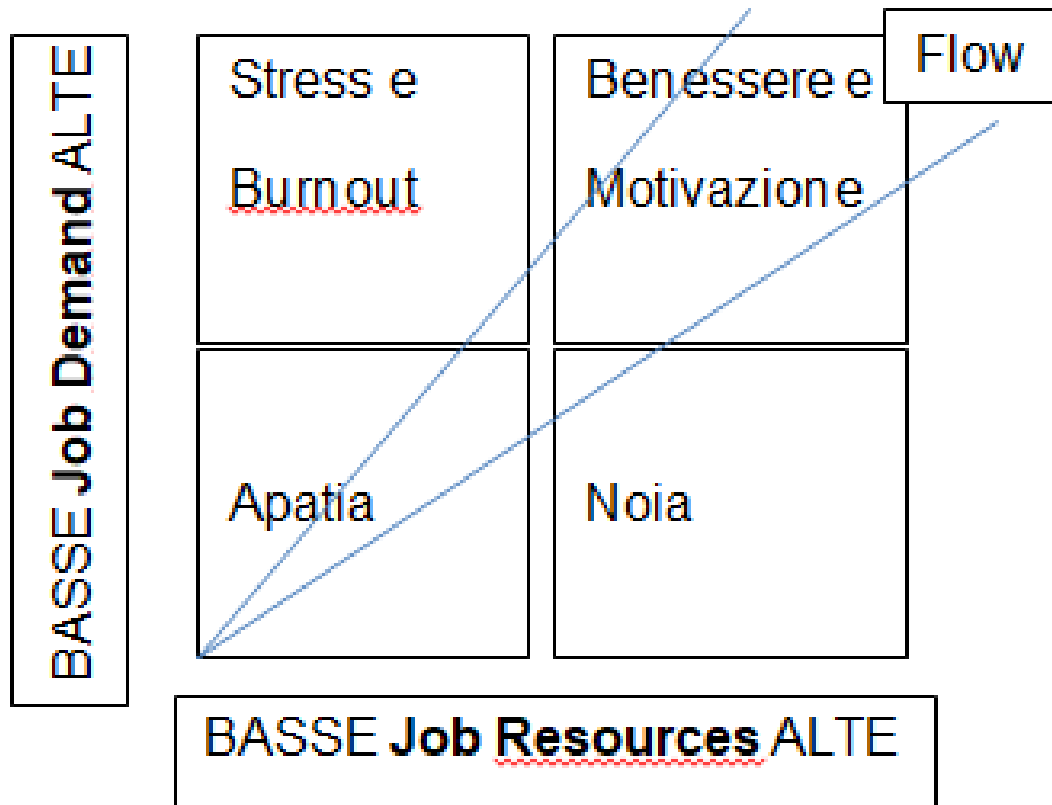 Flow
Stress e
Burnout
Benessere e
Motivazione
BASSE Job Demand ALTE
Apatia
Noia
BASSE Job Resources ALTE